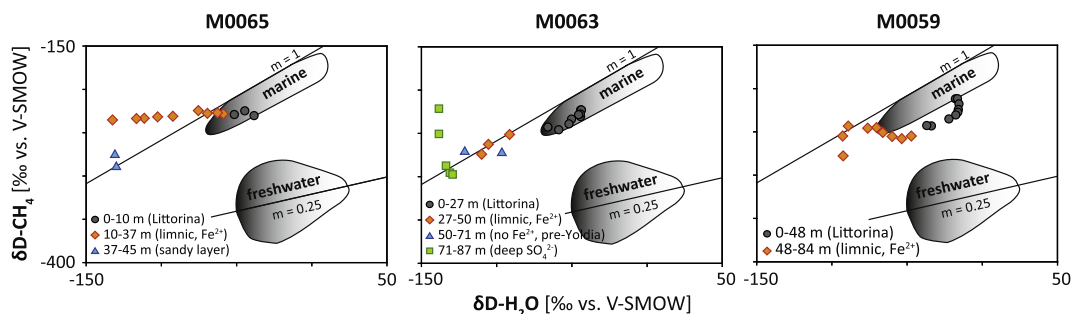 M0065
M0063
M0059
-150
δD-CH₄ [‰ vs. V-SMOW]
-400
m = 1
marine
freshwater
m = 0.25
0-10 m (Littorina)
10-37 m (limnic, Fe²⁺)
37-45 m (sandy layer)
-150
50
m = 1
marine
freshwater
m = 0.25
0-27 m (Littorina)
27-50 m (limnic, Fe²⁺)
50-71 m (no Fe²⁺, pre-Yoldia)
71-87 m (deep SO₄²⁻)
-150
50
m = 1
marine
freshwater
m = 0.25
0-48 m (Littorina)
48-84 m (limnic, Fe²⁺)
-150
50
δD-H₂O [‰ vs. V-SMOW]